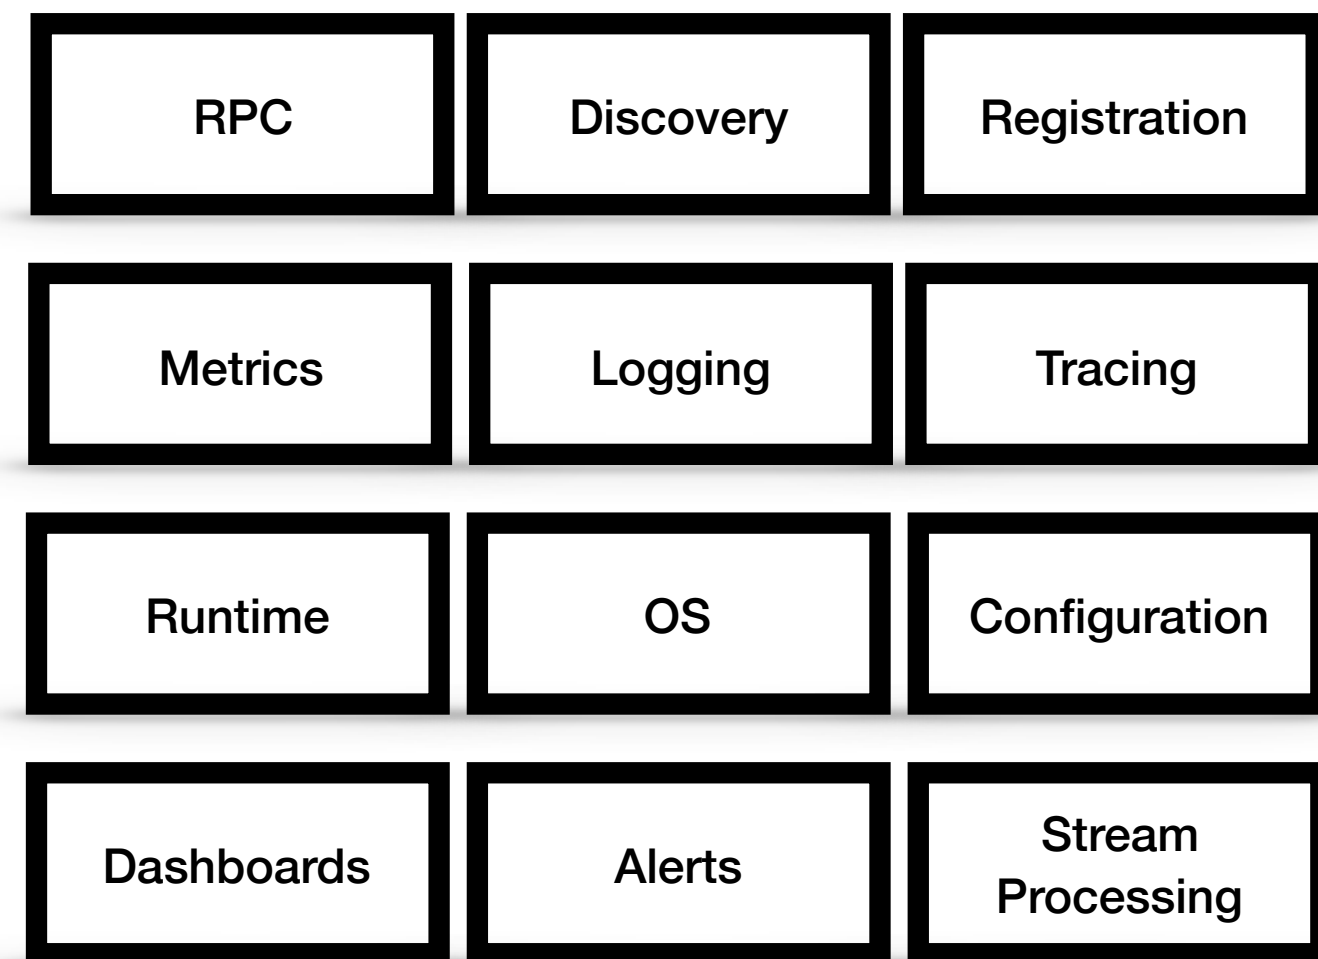 RPC
Discovery
Registration
Metrics
Logging
Tracing
Runtime
OS
Configuration
Dashboards
Alerts
Stream
Processing